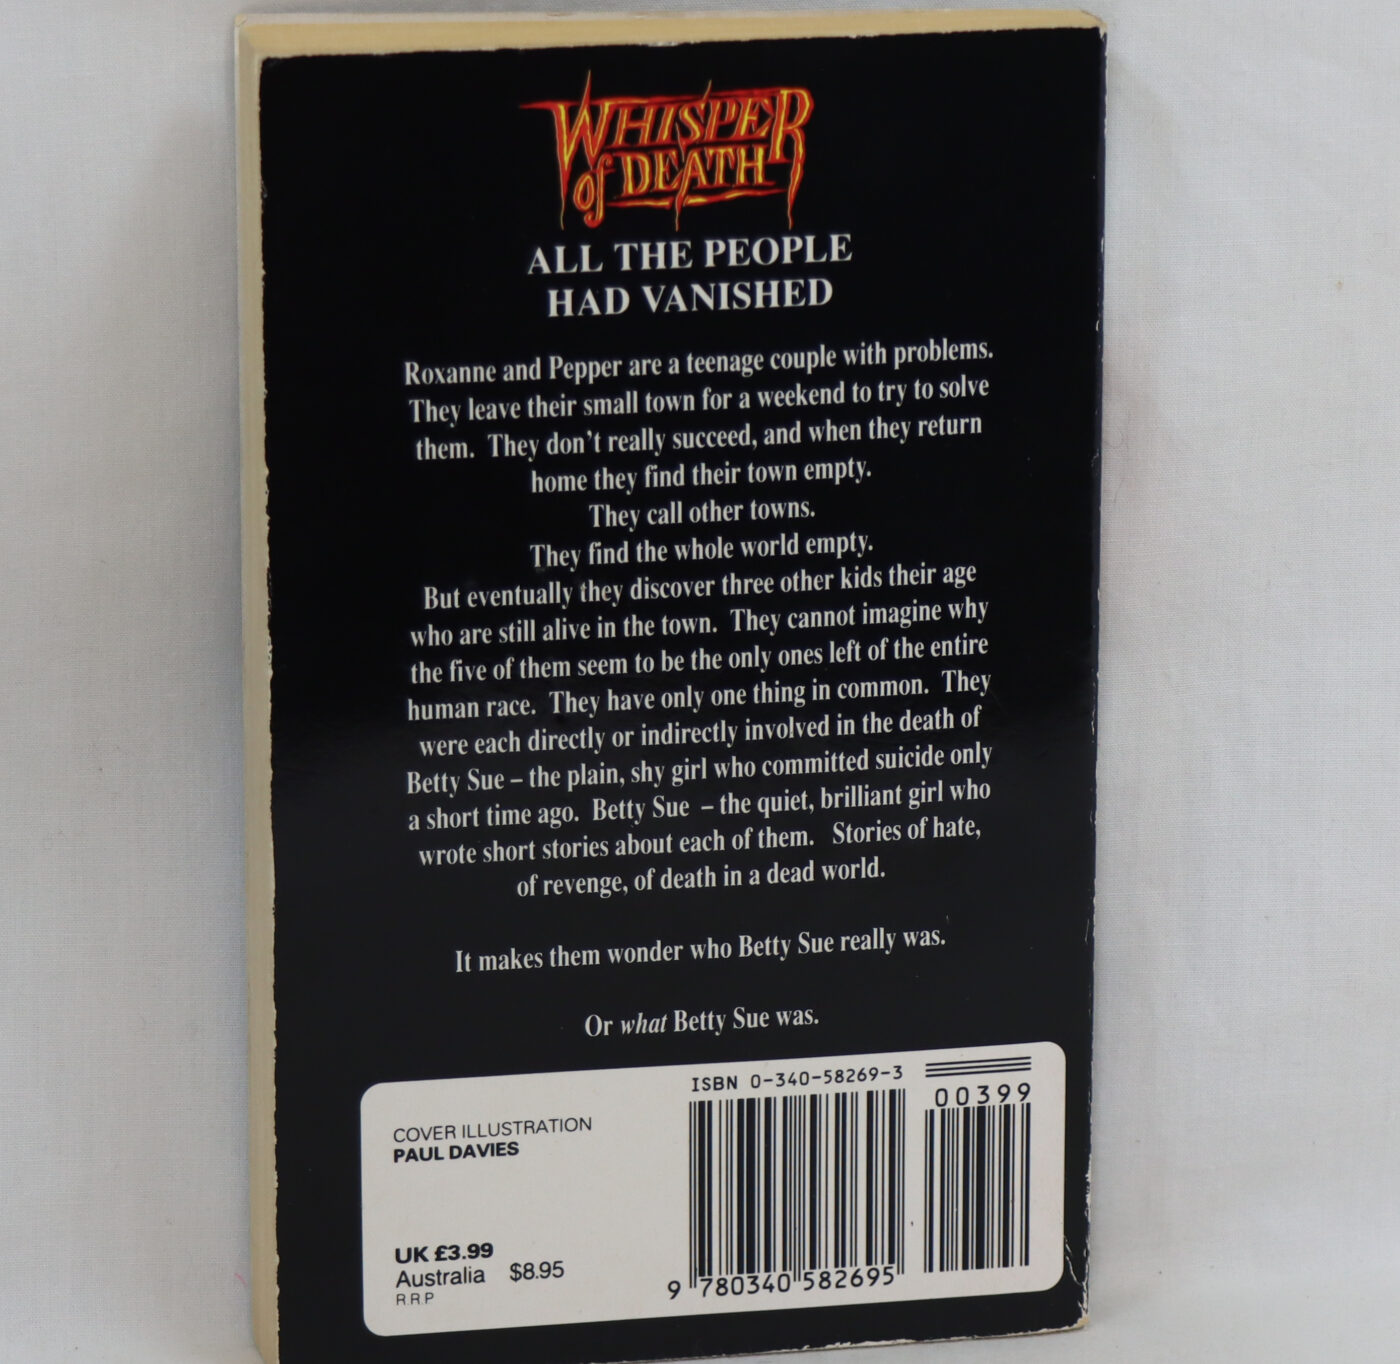 WHISPER
of DEATH
ALL THE PEOPLE
HAD VANISHED
Roxanne and Pepper are a teenage couple with problems.
They leave their small town for a weekend to try to solve
them. They don't really succeed, and when they return
home they find their town empty.
They call other towns.
They find the whole world empty.
But eventually they discover three other kids their age
who are still alive in the town. They cannot imagine why
the five of them seem to be the only ones left of the entire
human race. They have only one thing in common. They
were each directly or indirectly involved in the death of
Betty Sue – the plain, shy girl who committed suicide only
a short time ago. Betty Sue – the quiet, brilliant girl who
wrote short stories about each of them. Stories of hate,
of revenge, of death in a dead world.
It makes them wonder who Betty Sue really was.
Or what Betty Sue was.
COVER ILLUSTRATION
PAUL DAVIES
UK £3.99
Australia $8.95
R.R.P
ISBN 0-340-58269-3
00399
9 780340 582695